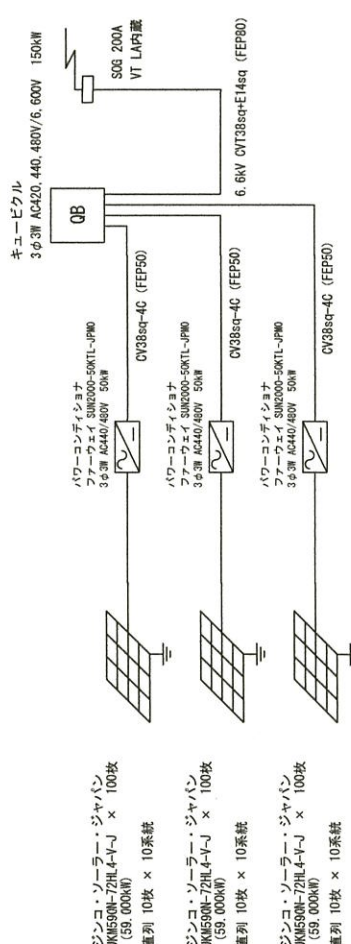 キュービクル
3φ3W AC420,440,480V/6,600V 150kW
QB
SOG 200A
VT LA内蔵
6.6kV CVT38sq+E14sq (FEP80)
パワーコンディショナ
ファーウェイ SUN2000-50KTL-JPM0
3φ3W AC440/480V 50kW
CV38sq-4C (FEP50)
ジンコ・ソーラー・ジャパン
JKM590N-72HL4-V-J × 100枚
(59.000kW)
直列 10枚 × 10系統
パワーコンディショナ
ファーウェイ SUN2000-50KTL-JPM0
3φ3W AC440/480V 50kW
CV38sq-4C (FEP50)
ジンコ・ソーラー・ジャパン
JKM590N-72HL4-V-J × 100枚
(59.000kW)
直列 10枚 × 10系統
パワーコンディショナ
ファーウェイ SUN2000-50KTL-JPM0
3φ3W AC440/480V 50kW
CV38sq-4C (FEP50)
ジンコ・ソーラー・ジャパン
JKM590N-72HL4-V-J × 100枚
(59.000kW)
直列 10枚 × 10系統